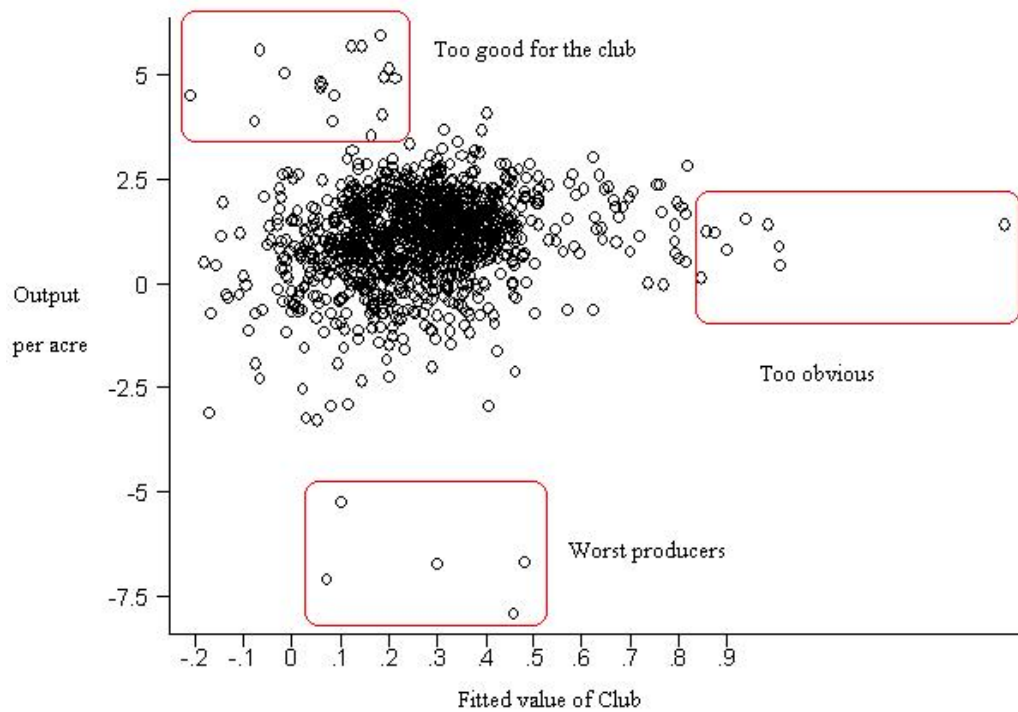 Too good for the club
5
2.5
0
-2.5
-5
-7.5
Output
per acre
Too obvious
Worst producers
-.2 -.1 0 .1 .2 .3 .4 .5 .6 .7 .8 .9
Fitted value of Club